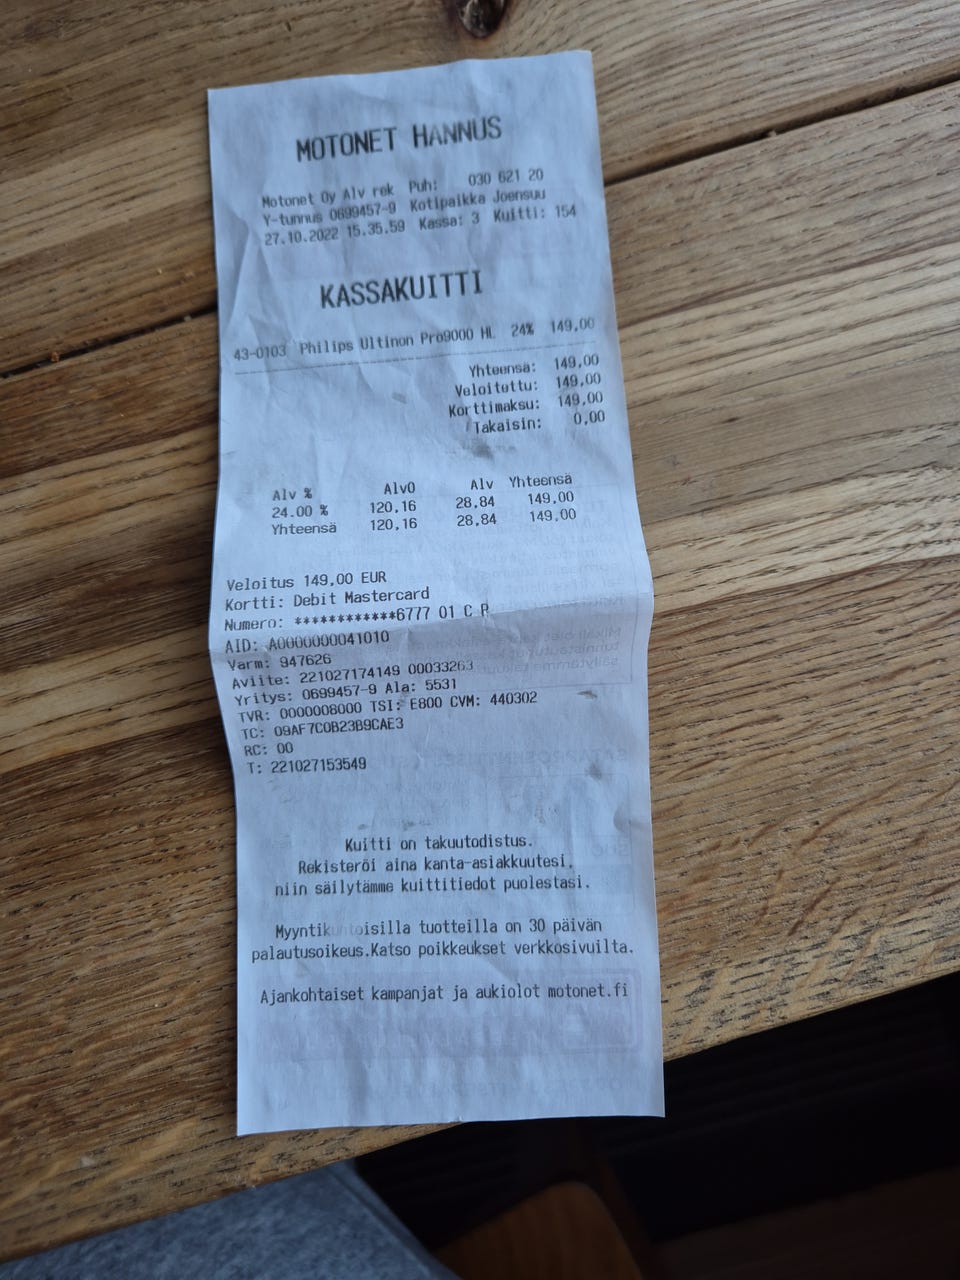 MOTONET HANNUS
Motonet Oy Alv rek Puh: 030 621 20
Y-tunnus 0699457-9 Kotipaikka Joensuu
27.10.2022 15.35.59 Kassa: 3 Kuitti: 154
KASSAKUITTI
43-0103 Philips Ultinon Pro9000 HL 24% 149,00
Yhteensä: 149,00
Veloitettu: 149,00
Korttimaksu: 149,00
Takaisin: 0,00
Alv % Alv0 Alv Yhteensä
24.00 % 120,16 28,84 149,00
Yhteensä 120,16 28,84 149,00
Veloitus 149,00 EUR
Kortti: Debit Mastercard
Numero: ************6777 01 C P
AID: A0000000041010
Varm: 947626
Aviite: 221027174149 00033263
Yritys: 0699457-9 Ala: 5531
TVR: 0000008000 TSI: E800 CVM: 440302
TC: 09AF7C0B23B9CAE3
RC: 00
T: 221027153549
Kuitti on takuutodistus.
Rekisteröi aina kanta-asiakkuutesi,
niin säilytämme kuittitiedot puolestasi.
Myyntikuntoisilla tuotteilla on 30 päivän
palautusoikeus.Katso poikkeukset verkkosivuilta.
Ajankohtaiset kampanjat ja aukiolot motonet.fi